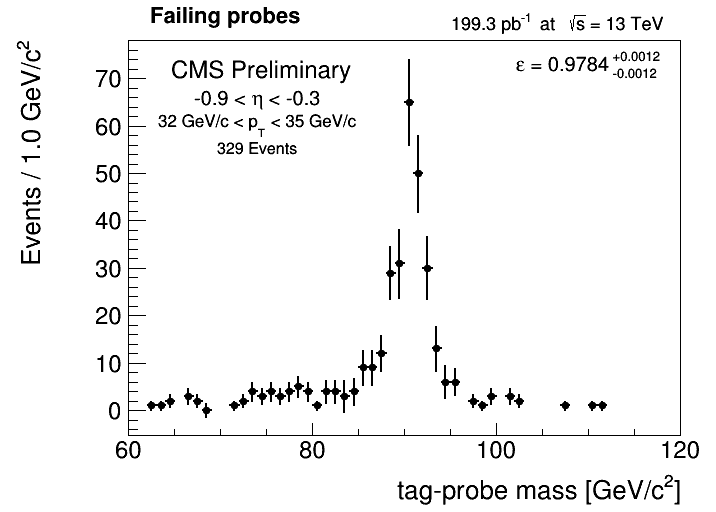 Failing probes
199.3 pb⁻¹ at √s = 13 TeV
CMS Preliminary
ε = 0.9784 +0.0012 -0.0012
-0.9 < η < -0.3
32 GeV/c < p_T < 35 GeV/c
329 Events
Events / 1.0 GeV/c²
70
60
50
40
30
20
10
0
60 80 100 120
tag-probe mass [GeV/c²]